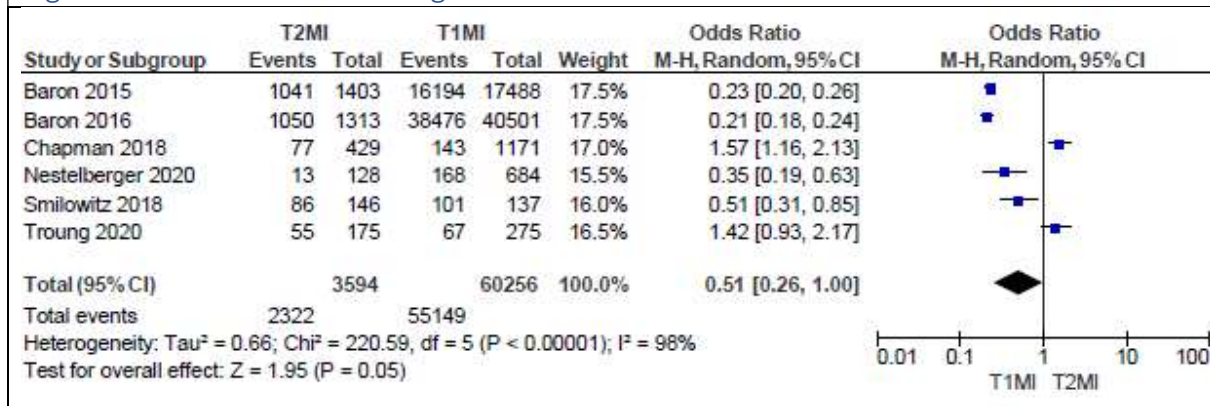 T2MI T1MI Odds Ratio Odds Ratio
Study or Subgroup Events Total Events Total Weight M-H, Random, 95% CI M-H, Random, 95% CI
Baron 2015 1041 1403 16194 17488 17.5% 0.23 [0.20, 0.26]
Baron 2016 1050 1313 38476 40501 17.5% 0.21 [0.18, 0.24]
Chapman 2018 77 429 143 1171 17.0% 1.57 [1.16, 2.13]
Nestelberger 2020 13 128 168 684 15.5% 0.35 [0.19, 0.63]
Smilowitz 2018 86 146 101 137 16.0% 0.51 [0.31, 0.85]
Troung 2020 55 175 67 275 16.5% 1.42 [0.93, 2.17]
Total (95% CI) 3594 60256 100.0% 0.51 [0.26, 1.00]
Total events 2322 55149
Heterogeneity: Tau² = 0.66; Chi² = 220.59, df = 5 (P < 0.00001); I² = 98%
Test for overall effect: Z = 1.95 (P = 0.05)
0.01 0.1 1 10 100
T1MI T2MI